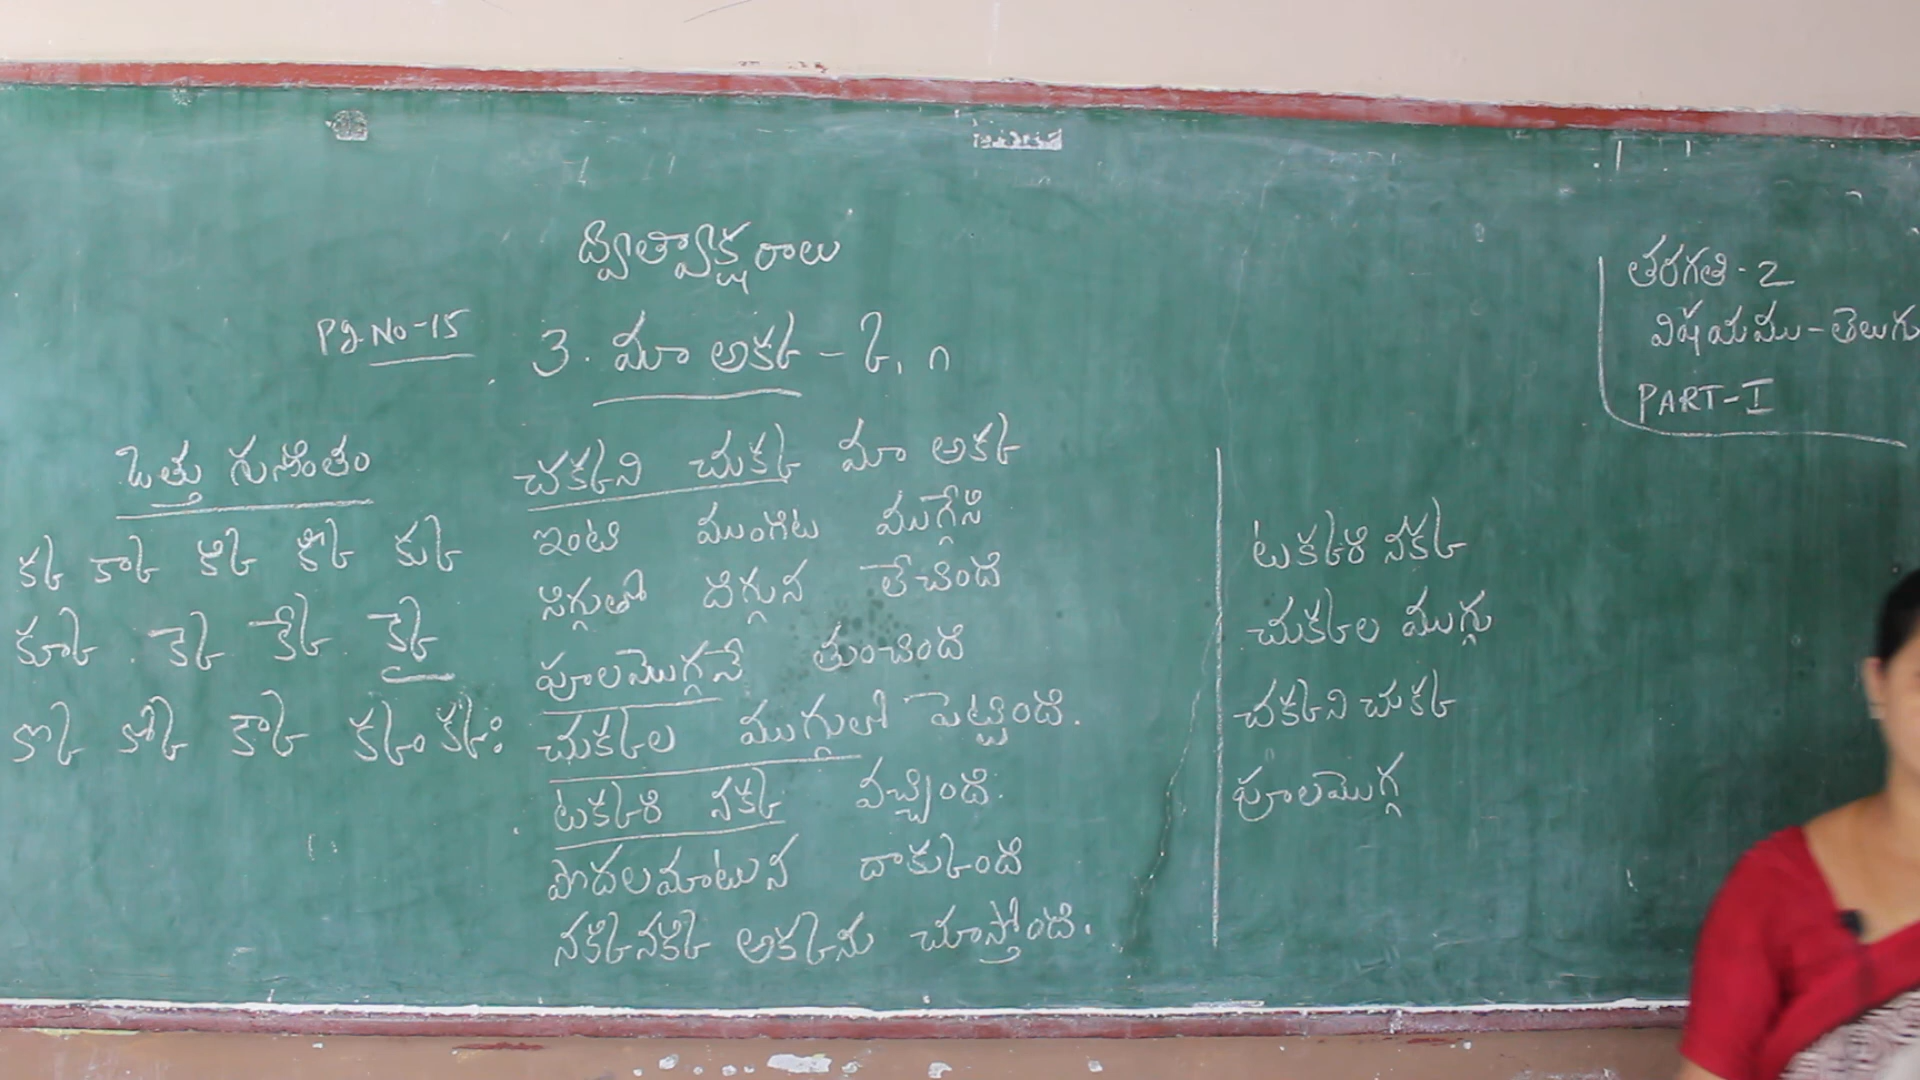 ద్విత్వాక్షరాలు
Pg.No-15
3. మా అక్క - ్క, ్గ
తరగతి - 2
విషయము - తెలుగు
PART-I
ఒత్తు గుణింతం
క్క క్కా క్కి క్కీ క్కు
క్కూ క్కె క్కే క్కై
క్కొ క్కో క్కౌ క్కం క్కః
చక్కని చుక్క మా అక్క
ఇంటి ముంగిట ముగ్గేసి
సిగ్గుతో దిగ్గున లేచింది
పూలమొగ్గనే తుంచింది
చుక్కల ముగ్గులో పెట్టింది.
టక్కరి నక్క వచ్చింది.
పొదలమాటున దాక్కుంది
నక్కినక్కి అక్కను చూస్తోంది.
టక్కరి నక్క
చుక్కల ముగ్గు
చక్కని చుక్క
పూలమొగ్గ